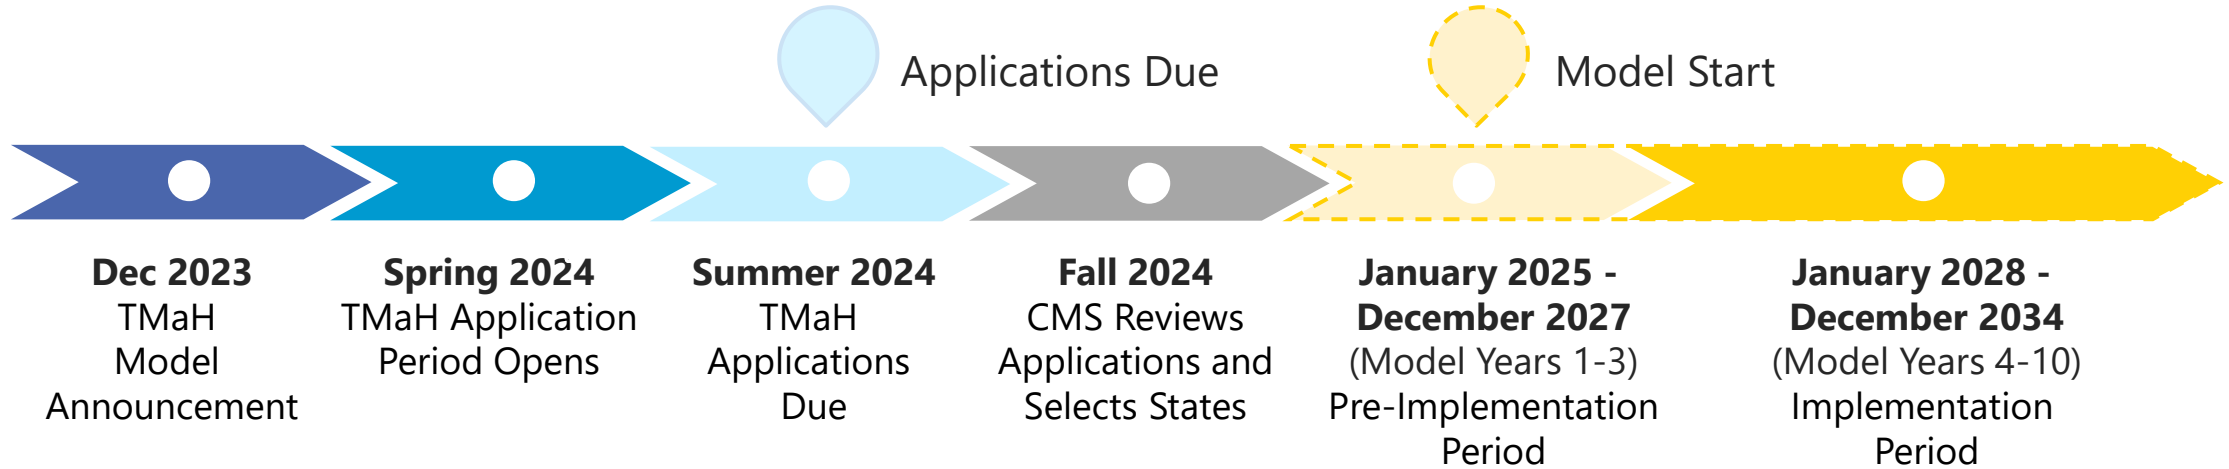 Applications Due
Model Start
Dec 2023
TMaH
Model
Announcement
Spring 2024
TMaH Application
Period Opens
Summer 2024
TMaH
Applications
Due
Fall 2024
CMS Reviews
Applications and
Selects States
January 2025 -
December 2027
(Model Years 1-3)
Pre-Implementation
Period
January 2028 -
December 2034
(Model Years 4-10)
Implementation
Period